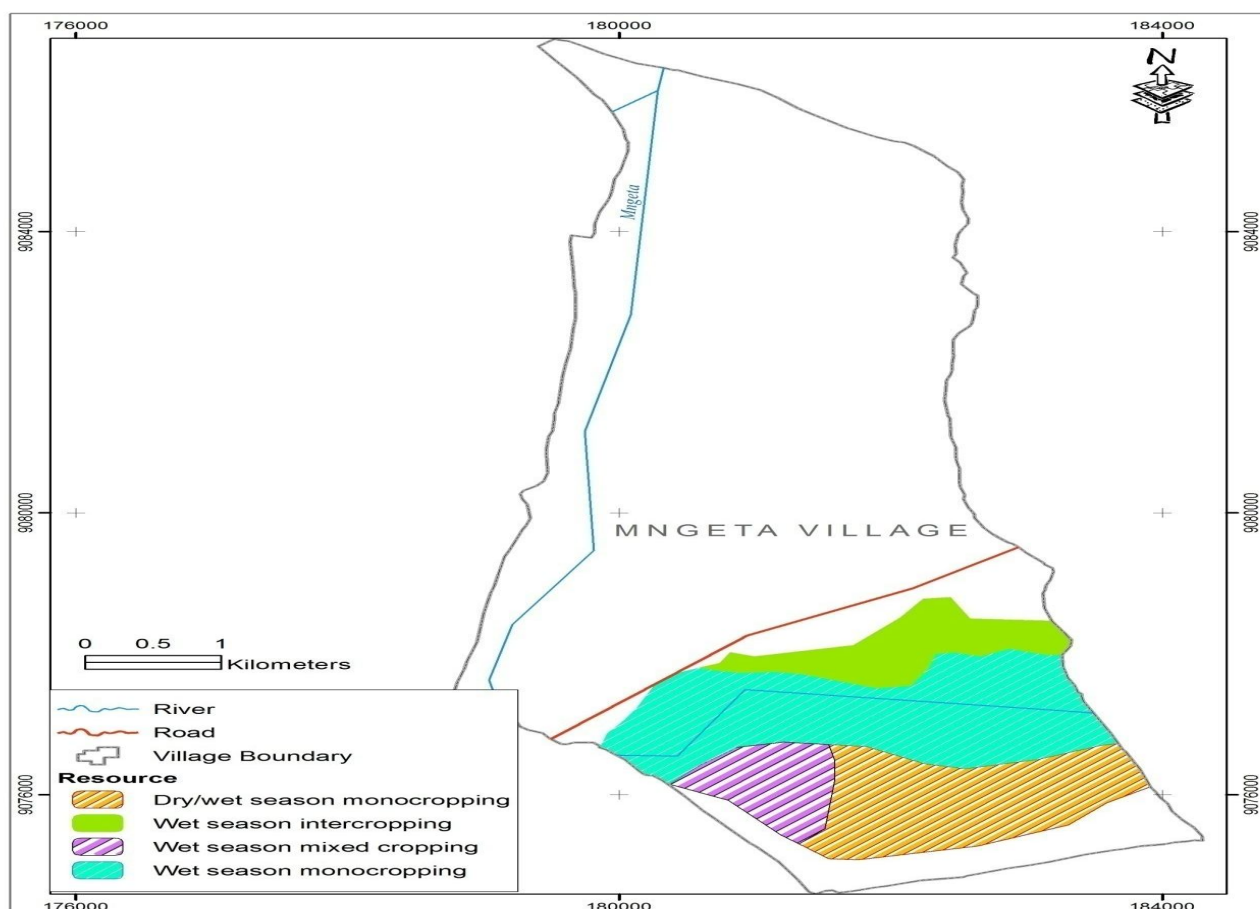 176000 180000 184000
N
Mngeta
9084000 9084000
9080000 9080000
MNGETA VILLAGE
0 0.5 1
Kilometers
River
Road
Village Boundary
Resource
Dry/wet season monocropping
Wet season intercropping
Wet season mixed cropping
Wet season monocropping
9076000 9076000
176000 180000 184000